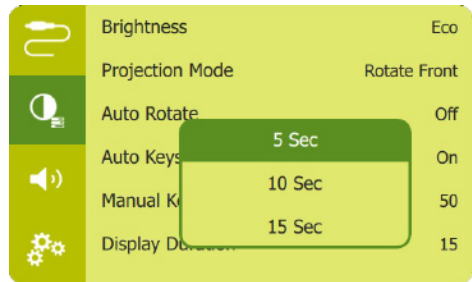 Brightness Eco
Projection Mode Rotate Front
Auto Rotate Off
5 Sec
Auto Keys On
10 Sec
Manual 50
15 Sec
Display 15